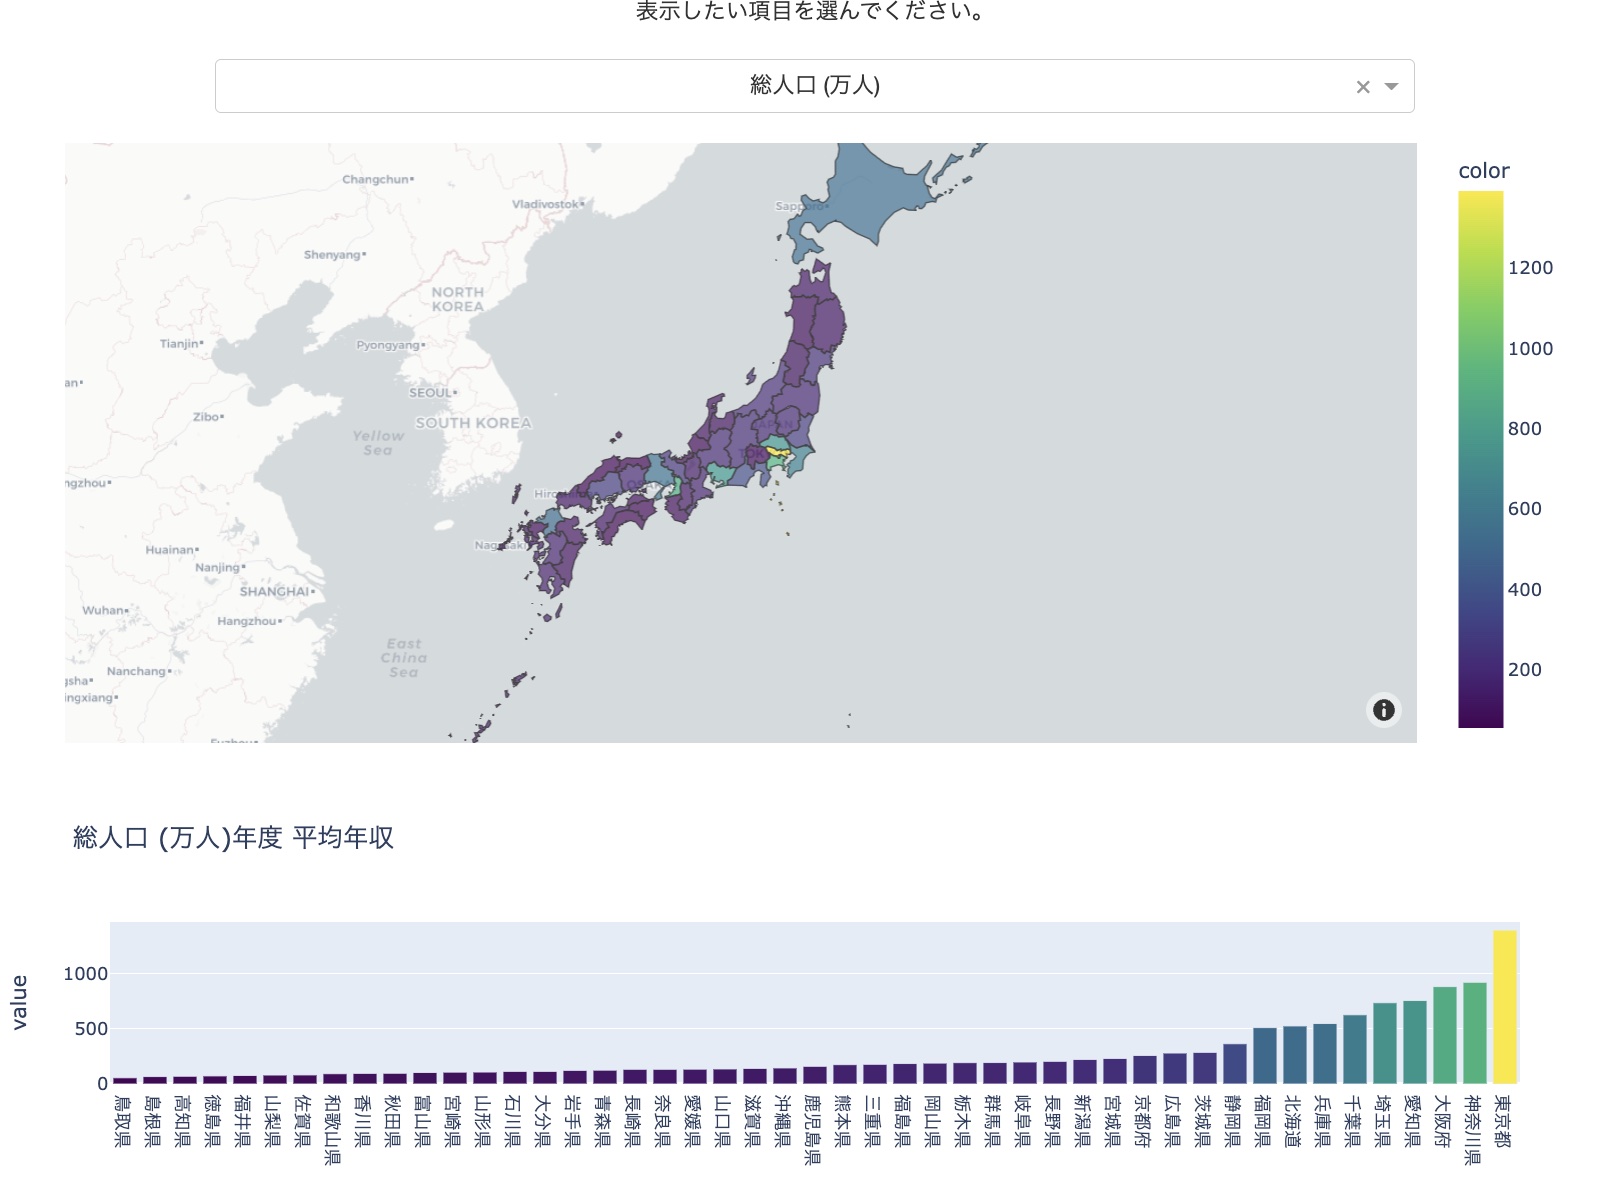 表示したい項目を選んでください。
総人口 (万人)
× 
color
1200
1000
800
600
400
200
Changchun
Vladivostok
Sapporo
Shenyang
NORTH
KOREA
Tianjin
Pyongyang
an
SEOUL
Zibo
SOUTH KOREA
JAPAN
Yellow
Sea
TOK
OSAKA
ngzhou
Nagasaki
Huainan
Nanjing
SHANGHAI
Wuhan
Hangzhou
East
China
Sea
Nanchang
gsha
ingxiang
Fuzhou
総人口 (万人)年度 平均年収
value
1000
500
0
鳥取県
島根県
高知県
徳島県
福井県
山梨県
佐賀県
和歌山県
香川県
秋田県
富山県
宮崎県
山形県
石川県
大分県
岩手県
青森県
長崎県
奈良県
愛媛県
山口県
滋賀県
沖縄県
鹿児島県
熊本県
三重県
福島県
岡山県
栃木県
群馬県
岐阜県
長野県
新潟県
宮城県
京都府
広島県
茨城県
静岡県
福岡県
北海道
兵庫県
千葉県
埼玉県
愛知県
大阪府
神奈川県
東京都